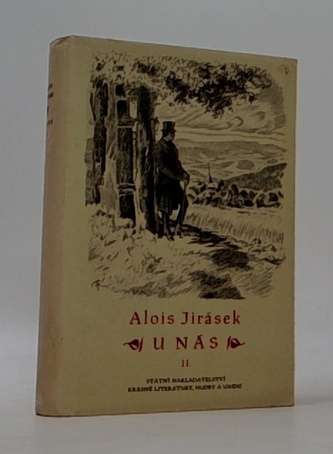 Alois Jirásek
U NÁS
II
STÁTNÍ NAKLADATELSTVÍ
KRÁSNÉ LITERATURY, HUDBY A UMĚNÍ